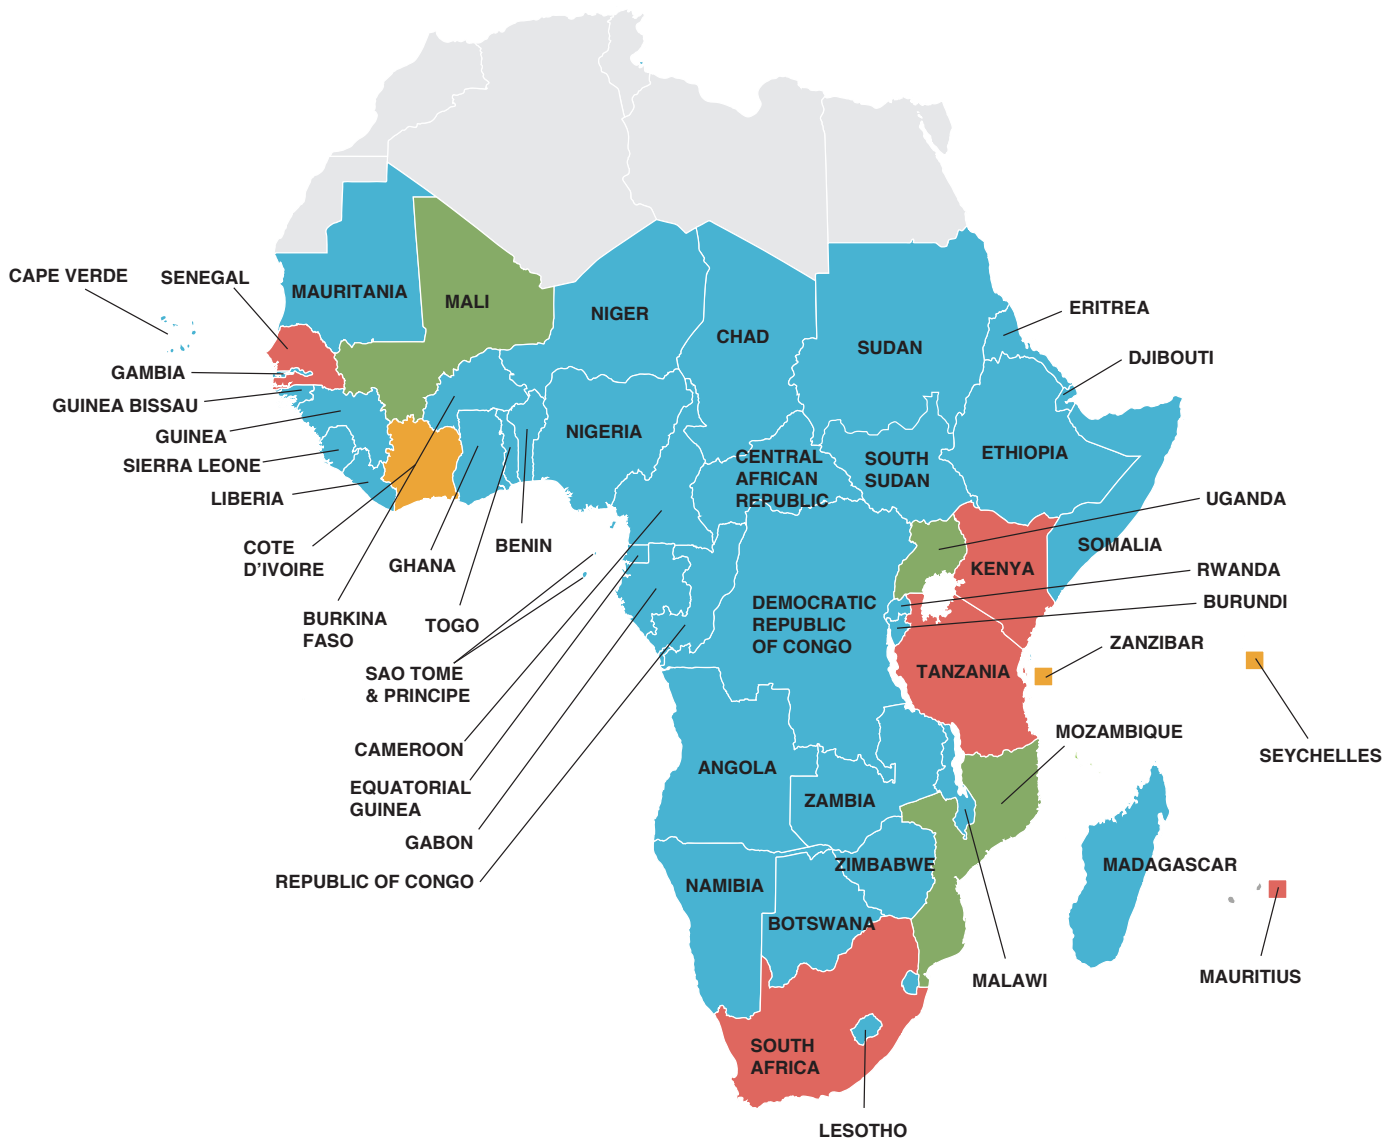 CAPE VERDE
SENEGAL
MAURITANIA
MALI
NIGER
CHAD
SUDAN
ERITREA
DJIBOUTI
GAMBIA
GUINEA BISSAU
GUINEA
SIERRA LEONE
LIBERIA
NIGERIA
CENTRAL
AFRICAN
REPUBLIC
SOUTH
SUDAN
ETHIOPIA
UGANDA
COTE
D'IVOIRE
GHANA
BENIN
SOMALIA
KENYA
RWANDA
BURUNDI
BURKINA
FASO
TOGO
DEMOCRATIC
REPUBLIC
OF CONGO
ZANZIBAR
SAO TOME
& PRINCIPE
TANZANIA
MOZAMBIQUE
SEYCHELLES
CAMEROON
ANGOLA
EQUATORIAL
GUINEA
ZAMBIA
GABON
ZIMBABWE
MADAGASCAR
REPUBLIC OF CONGO
NAMIBIA
BOTSWANA
MALAWI
MAURITIUS
SOUTH
AFRICA
LESOTHO